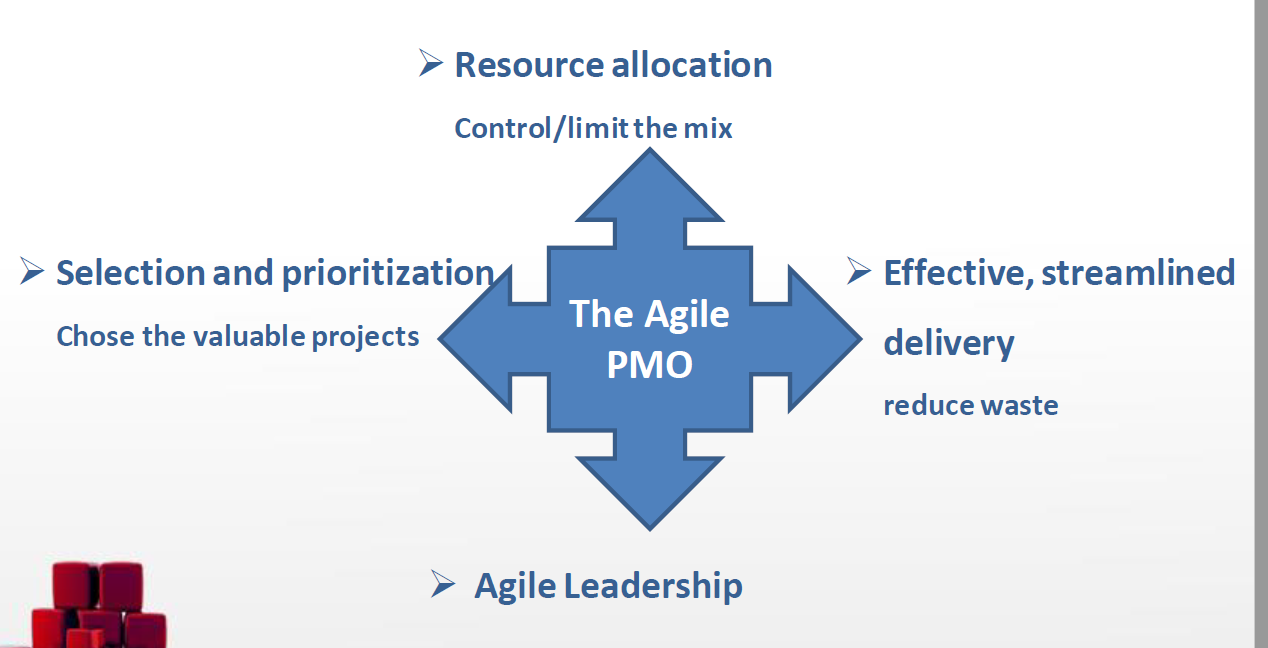 Resource allocation
Control/limit the mix
Selection and prioritization
Chose the valuable projects
The Agile
PMO
Effective, streamlined
delivery
reduce waste
Agile Leadership